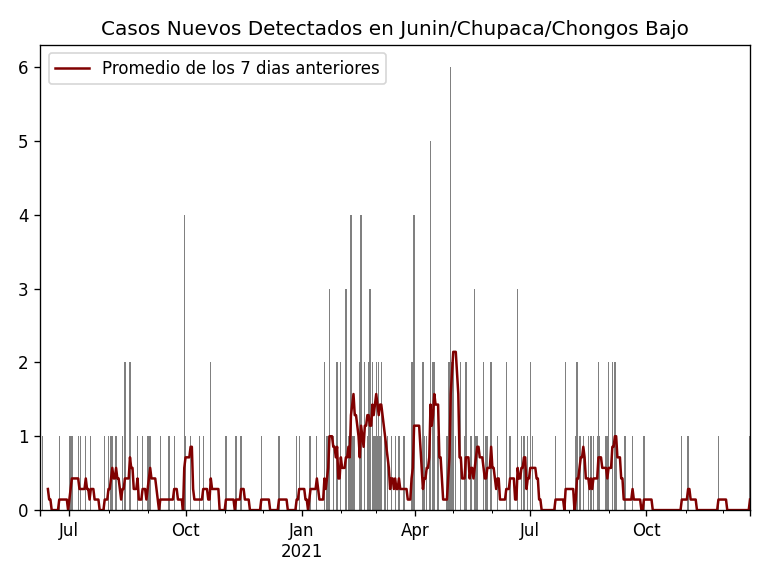 Casos Nuevos Detectados en Junin/Chupaca/Chongos Bajo
Promedio de los 7 dias anteriores
6
5
4
3
2
1
0
Jul
Oct
Jan
Apr
Jul
Oct
2021